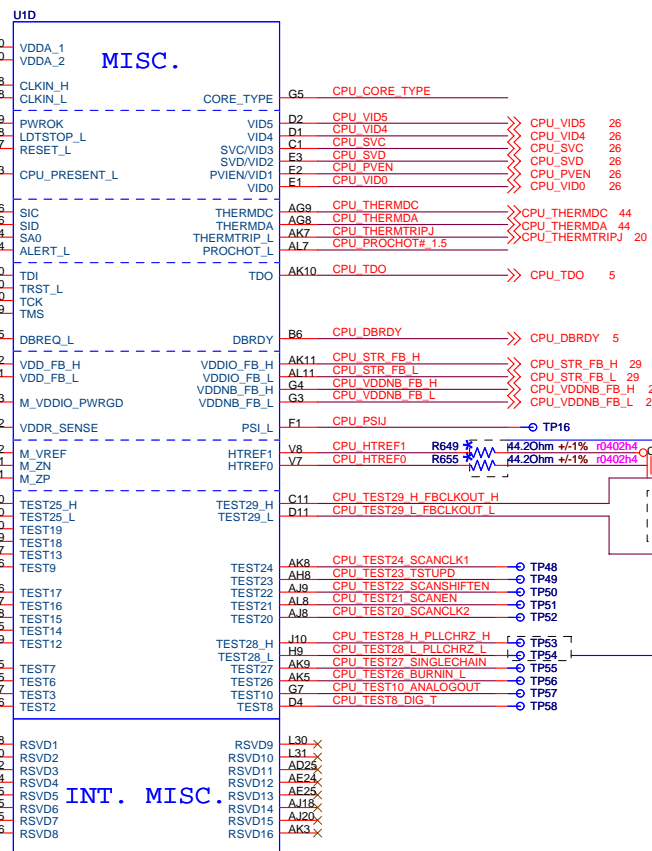 U1D
MISC.
VDDA_1
VDDA_2
CLKIN_H
CLKIN_L CORE_TYPE G5 CPU_CORE_TYPE
PWROK VID5 D2 CPU_VID5 CPU_VID5 26
LDTSTOP_L VID4 D1 CPU_VID4 CPU_VID4 26
RESET_L SVC/VID3 C1 CPU_SVC CPU_SVC 26
SVD/VID2 E3 CPU_SVD CPU_SVD 26
CPU_PRESENT_L PVIEN/VID1 E2 CPU_PVEN CPU_PVEN 26
VID0 E1 CPU_VID0 CPU_VID0 26
SIC THERMDC AG9 CPU_THERMDC CPU_THERMDC 44
SID THERMDA AG8 CPU_THERMDA CPU_THERMDA 44
SA0 THERMTRIP_L AK7 CPU_THERMTRIPJ CPU_THERMTRIPJ 20
ALERT_L PROCHOT_L AL7 CPU_PROCHOT#_1.5
TDI TDO AK10 CPU_TDO CPU_TDO 5
TRST_L
TCK
TMS
DBREQ_L DBRDY B6 CPU_DBRDY CPU_DBRDY 5
VDD_FB_H VDDIO_FB_H AK11 CPU_STR_FB_H CPU_STR_FB_H 29
VDD_FB_L VDDIO_FB_L AL11 CPU_STR_FB_L CPU_STR_FB_L 29
VDDNB_FB_H G4 CPU_VDDNB_FB_H CPU_VDDNB_FB_H
M_VDDIO_PWRGD VDDNB_FB_L G3 CPU_VDDNB_FB_L CPU_VDDNB_FB_L
VDDR_SENSE PSI_L F1 CPU_PSIJ TP16
M_VREF HTREF1 V8 CPU_HTREF1 R649 * 44.2Ohm +/-1% r0402h4
M_ZN HTREF0 V7 CPU_HTREF0 R655 * 44.2Ohm +/-1% r0402h4
M_ZP
TEST25_H TEST29_H C11 CPU_TEST29_H_FBCLKOUT_H
TEST25_L TEST29_L D11 CPU_TEST29_L_FBCLKOUT_L
TEST19
TEST18
TEST13
TEST9 TEST24 AK8 CPU_TEST24_SCANCLK1 TP48
TEST23 AH8 CPU_TEST23_TSTUPD TP49
TEST17 TEST22 AJ9 CPU_TEST22_SCANSHIFTEN TP50
TEST16 TEST21 AL8 CPU_TEST21_SCANEN TP51
TEST15 TEST20 AJ8 CPU_TEST20_SCANCLK2 TP52
TEST14
TEST12 TEST28_H J10 CPU_TEST28_H_PLLCHRZ_H TP53
TEST28_L H9 CPU_TEST28_L_PLLCHRZ_L TP54
TEST7 TEST27 AK9 CPU_TEST27_SINGLECHAIN TP55
TEST6 TEST26 AK5 CPU_TEST26_BURNIN_L TP56
TEST3 TEST10 G7 CPU_TEST10_ANALOGOUT TP57
TEST2 TEST8 D4 CPU_TEST8_DIG_T TP58
RSVD1 RSVD9 L30
RSVD2 RSVD10 L31
RSVD3 RSVD11 AD25
RSVD4 RSVD12 AE24
RSVD5 INT. MISC. RSVD13 AE25
RSVD6 RSVD14 AJ18
RSVD7 RSVD15 AJ20
RSVD8 RSVD16 AK3